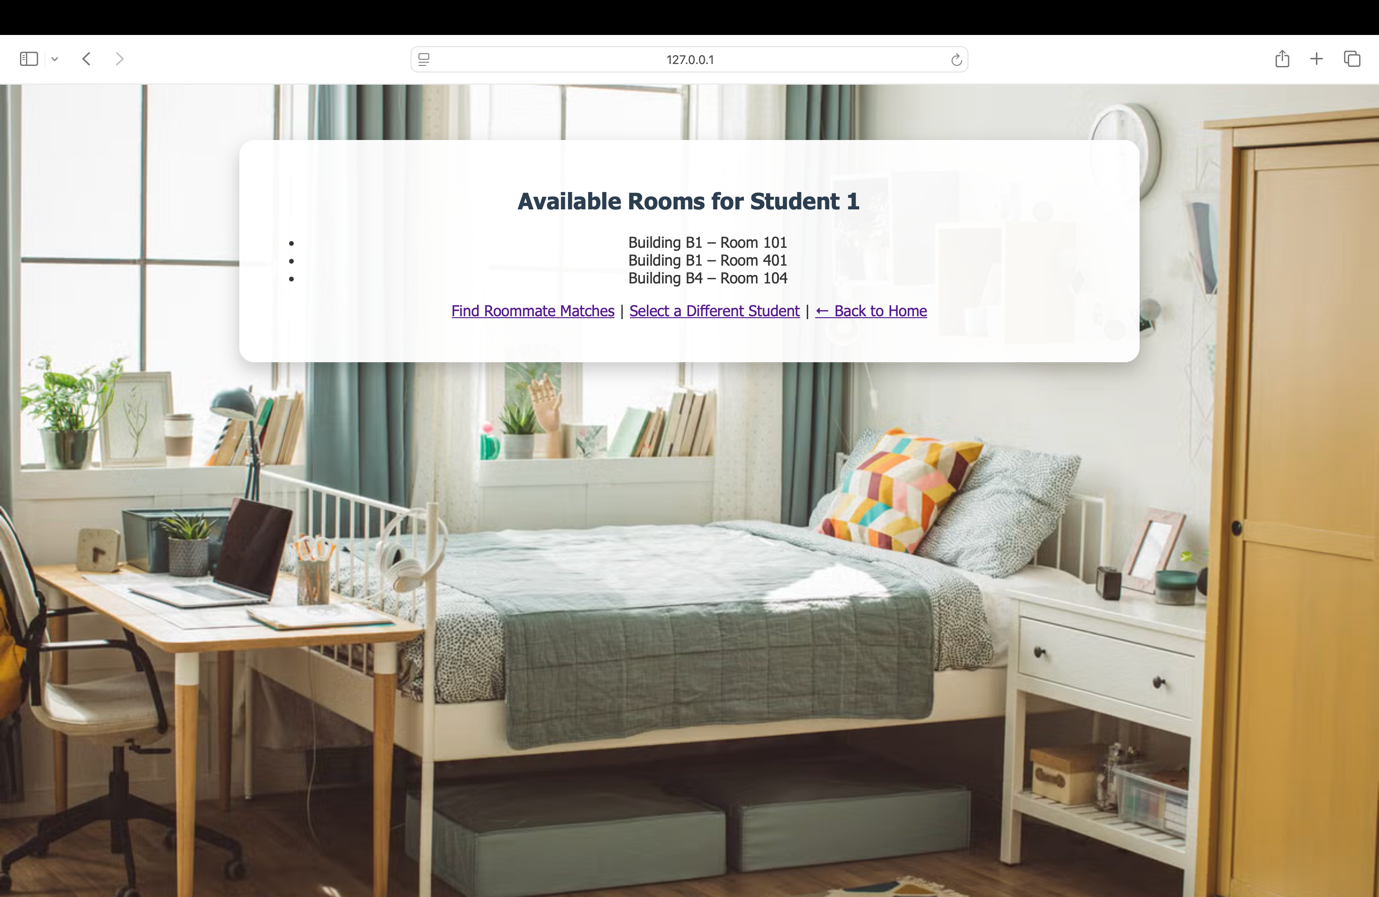 127.0.0.1
Available Rooms for Student 1
• Building B1 – Room 101
• Building B1 – Room 401
• Building B4 – Room 104
Find Roommate Matches | Select a Different Student | ← Back to Home